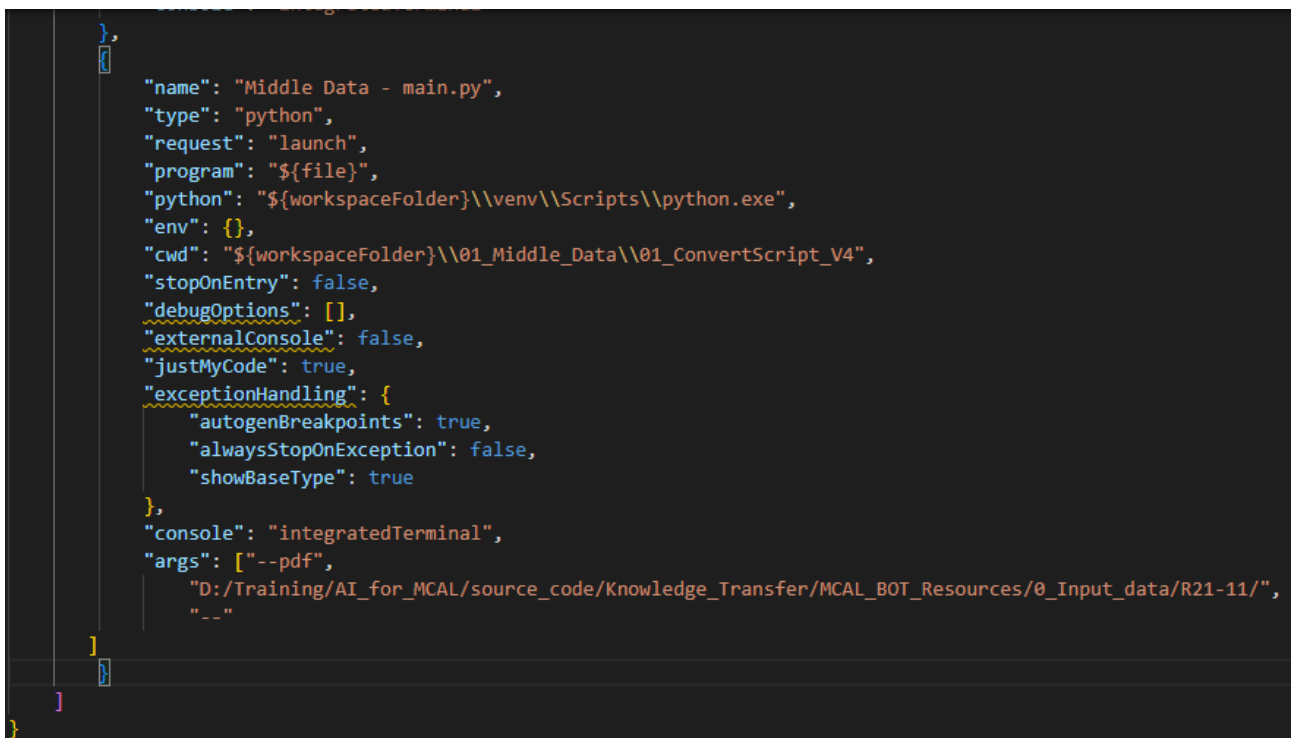 },
{
"name": "Middle Data - main.py",
"type": "python",
"request": "launch",
"program": "${file}",
"python": "${workspaceFolder}\\venv\\Scripts\\python.exe",
"env": {},
"cwd": "${workspaceFolder}\\01_Middle_Data\\01_ConvertScript_V4",
"stopOnEntry": false,
"debugOptions": [],
"externalConsole": false,
"justMyCode": true,
"exceptionHandling": {
"autogenBreakpoints": true,
"alwaysStopOnException": false,
"showBaseType": true
},
"console": "integratedTerminal",
"args": ["--pdf",
"D:/Training/AI_for_MCAL/source_code/Knowledge_Transfer/MCAL_BOT_Resources/0_Input_data/R21-11/",
"--"
]
}
]
}